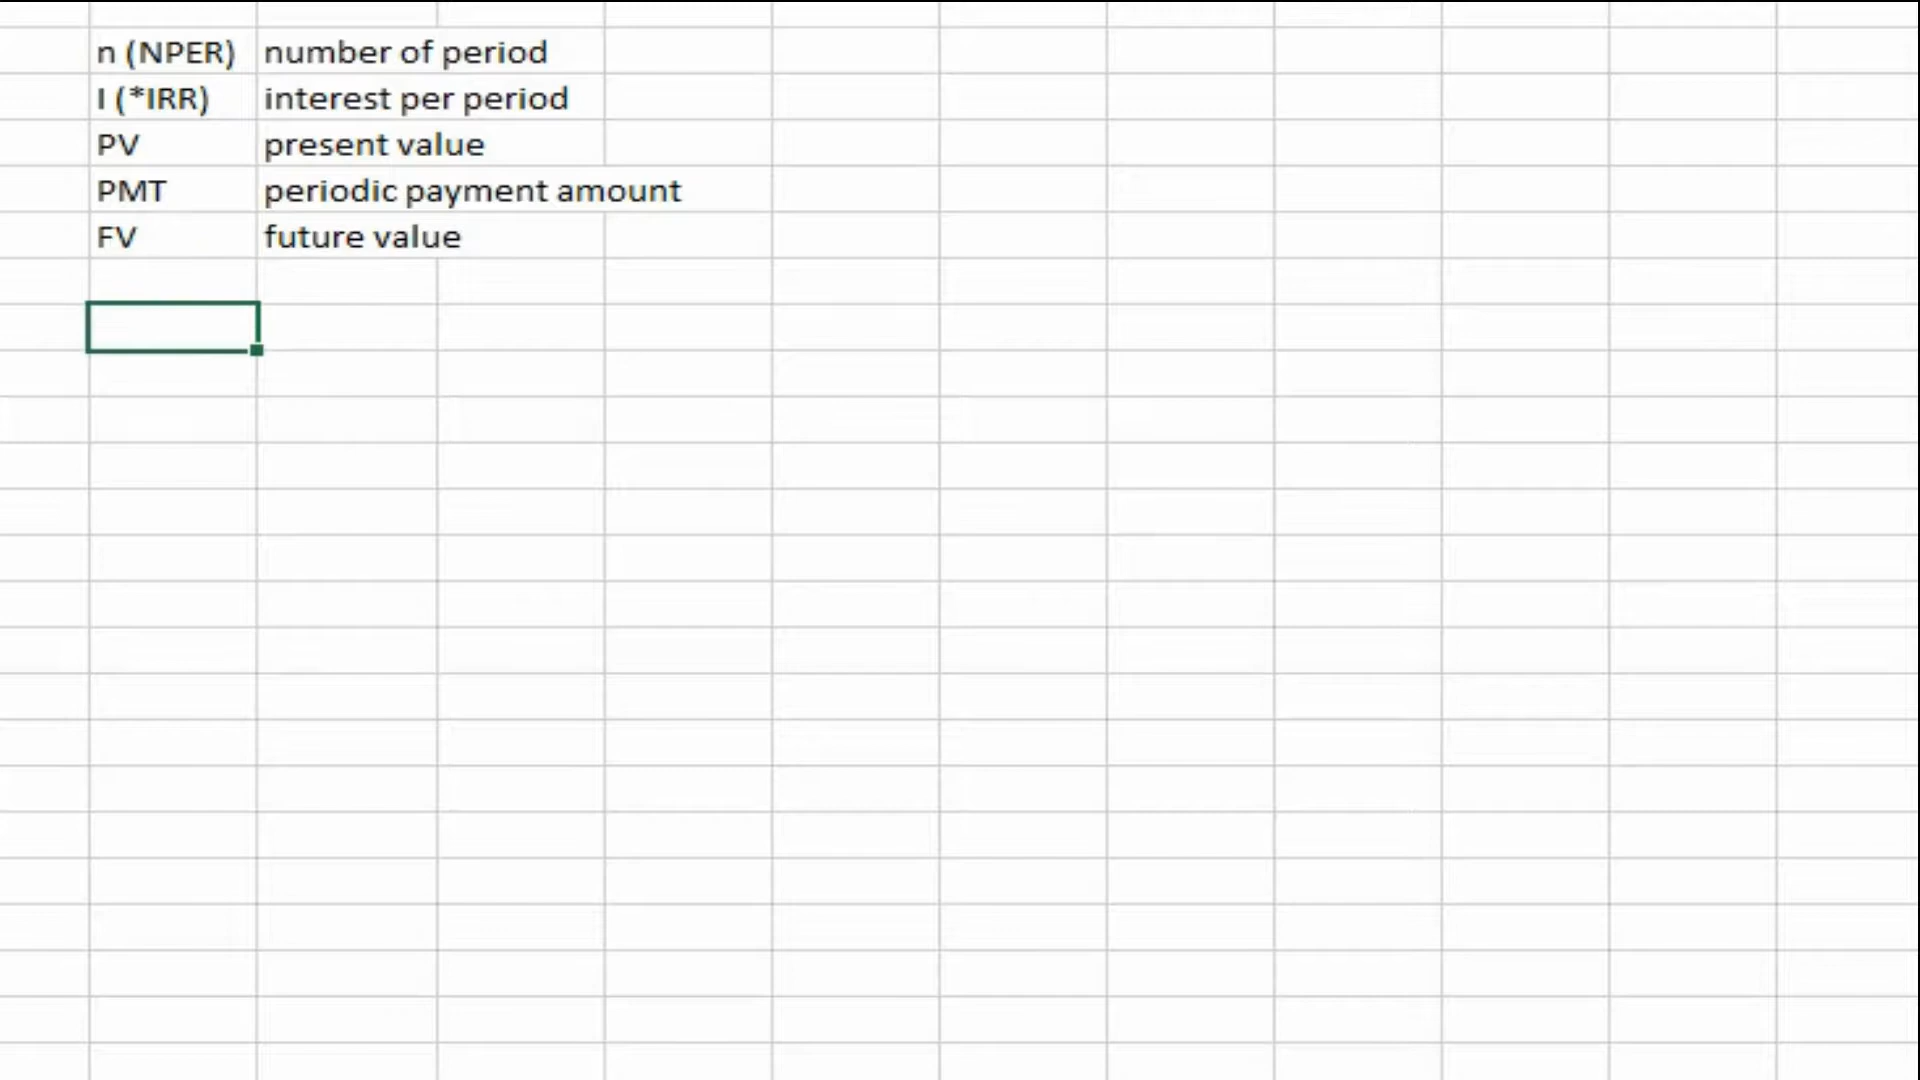 n (NPER) number of period
I (*IRR) interest per period
PV present value
PMT periodic payment amount
FV future value